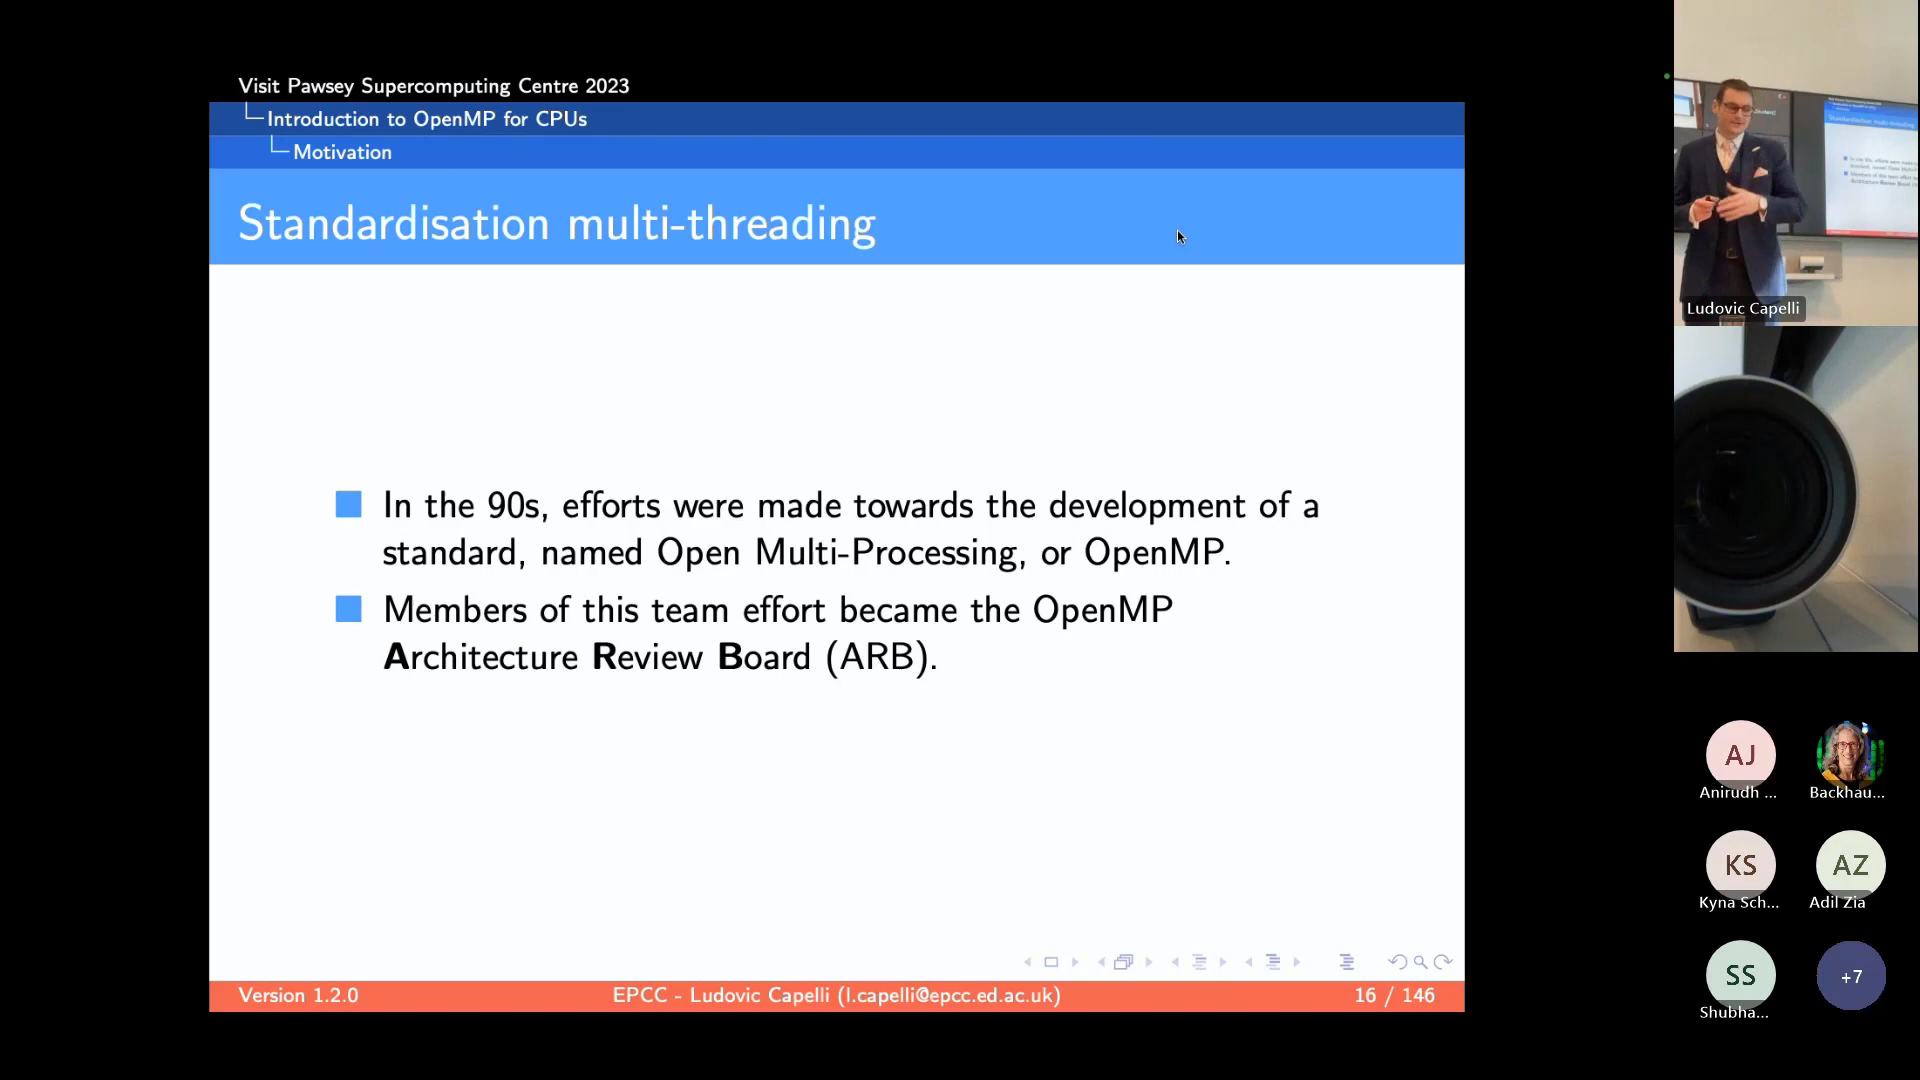 Visit Pawsey Supercomputing Centre 2023
Introduction to OpenMP for CPUs
Motivation
Standardisation multi-threading
In the 90s, efforts were made towards the development of a
standard, named Open Multi-Processing, or OpenMP.
Members of this team effort became the OpenMP
Architecture Review Board (ARB).
Version 1.2.0
EPCC - Ludovic Capelli (l.capelli@epcc.ed.ac.uk)
16 / 146
Ludovic Capelli
AJ
Anirudh ...
Backhau...
KS
Kyna Sch...
AZ
Adil Zia
SS
Shubha...
+7